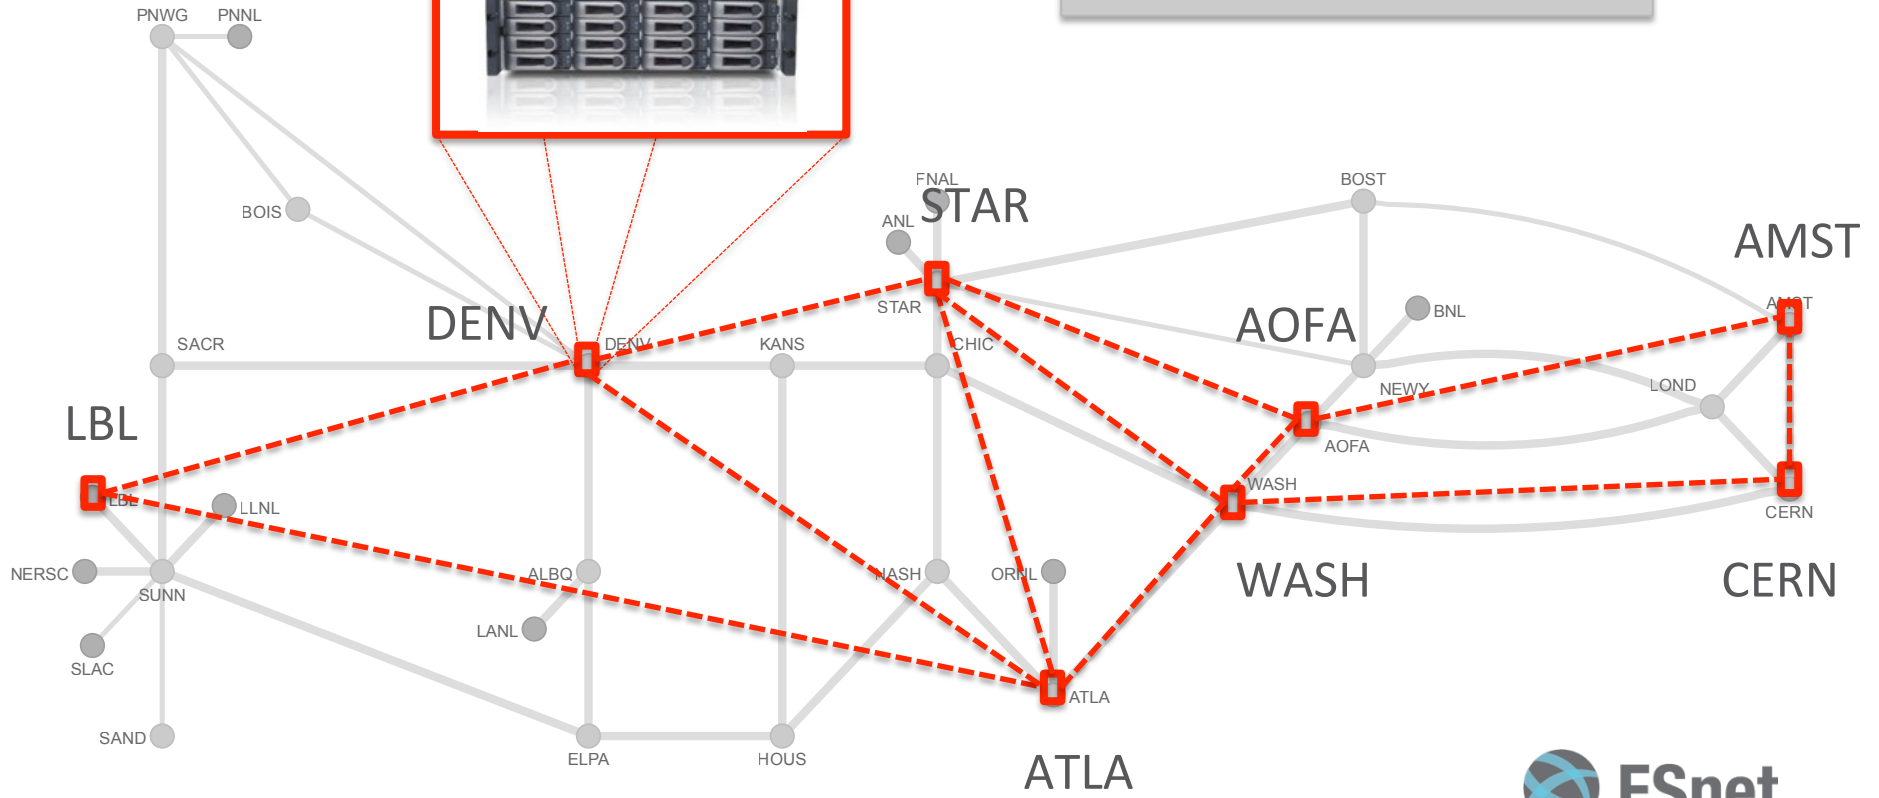 PNWG
PNNL
FNAL
STAR
BOST
ANL
BOIS
AMST
AMST
DENV
STAR
AOFA
BNL
SACR
DENV
KANS
CHIC
NEWY
LOND
LBL
AOFA
LBL
LLNL
WASH
CERN
NERSC
SUNN
ALBQ
NASH
ORNL
WASH
CERN
LANL
SLAC
ATLA
SAND
ELPA
HOUS
ATLA
ESnet